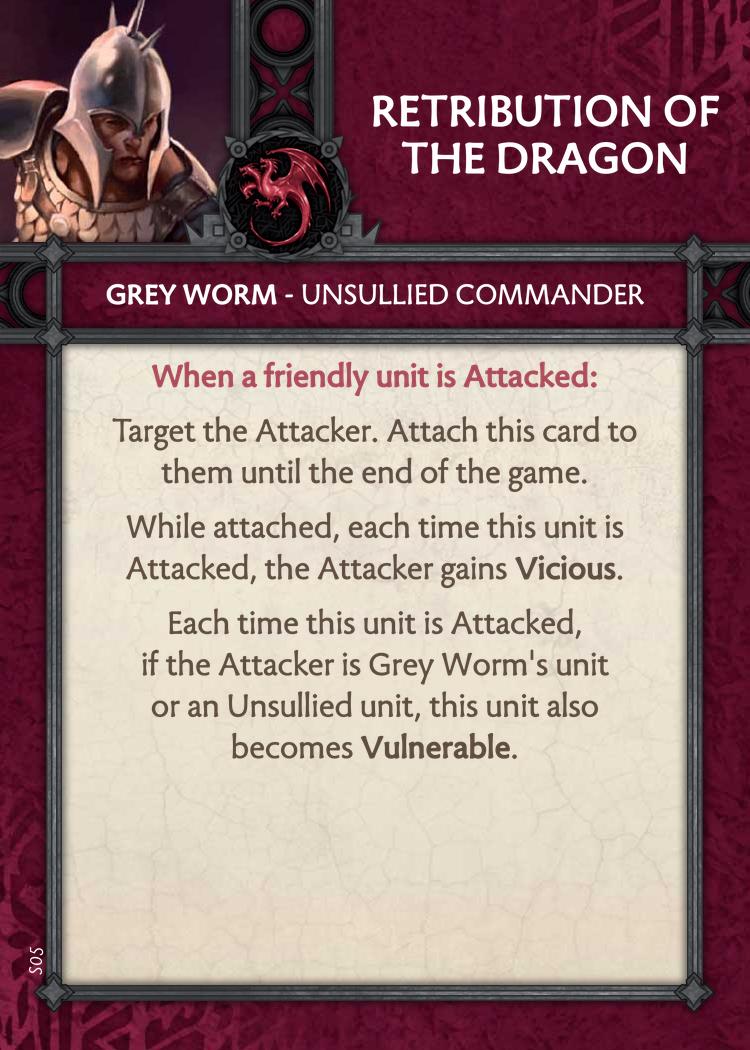 RETRIBUTION OF
THE DRAGON
GREY WORM - UNSULLIED COMMANDER
When a friendly unit is Attacked:
Target the Attacker. Attach this card to
them until the end of the game.
While attached, each time this unit is
Attacked, the Attacker gains Vicious.
Each time this unit is Attacked,
if the Attacker is Grey Worm's unit
or an Unsullied unit, this unit also
becomes Vulnerable.
S05